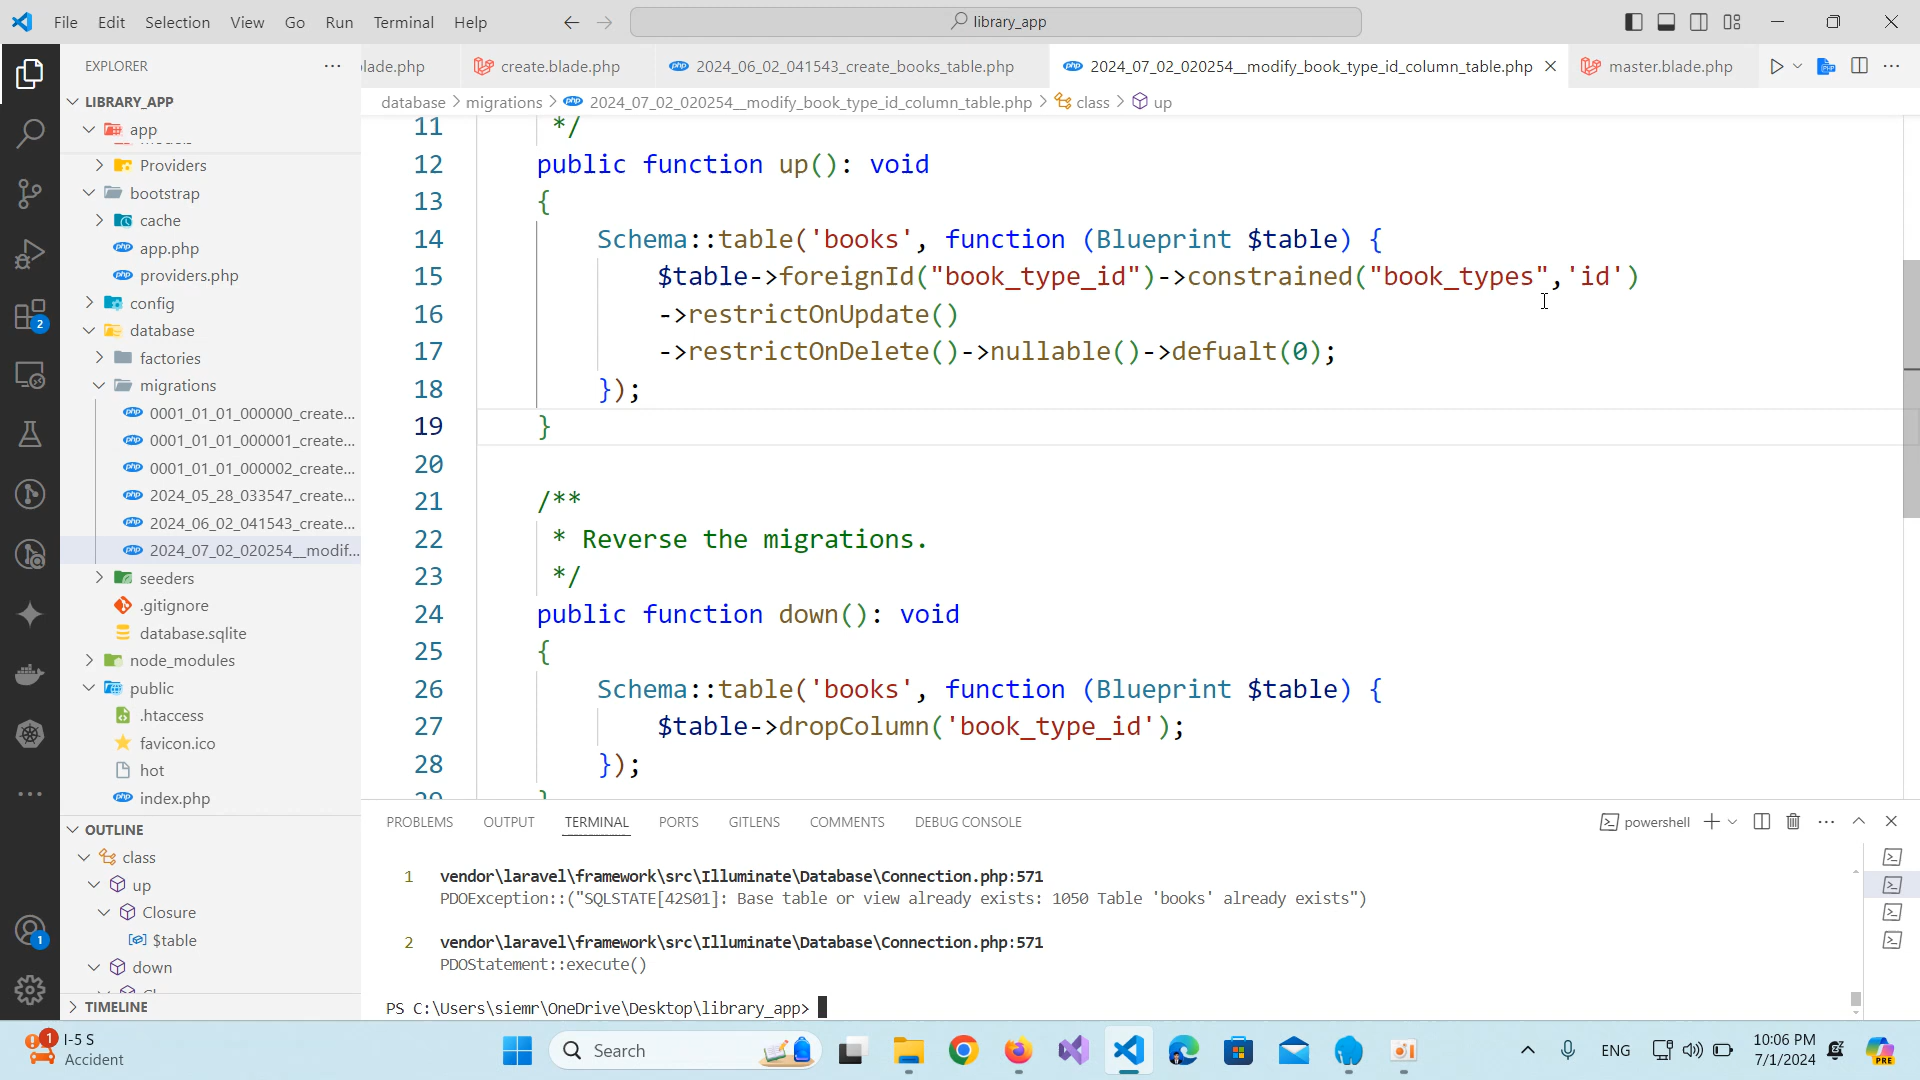 File Edit Selection View Go Run Terminal Help
library_app
EXPLORER
lade.php
create.blade.php
2024_06_02_041543_create_books_table.php
2024_07_02_020254__modify_book_type_id_column_table.php
master.blade.php
database > migrations > 2024_07_02_020254__modify_book_type_id_column_table.php > class > up
LIBRARY_APP
app
Providers
bootstrap
cache
app.php
providers.php
config
database
factories
migrations
0001_01_01_000000_create...
0001_01_01_000001_create...
0001_01_01_000002_create...
2024_05_28_033547_create...
2024_06_02_041543_create...
2024_07_02_020254__modif...
seeders
.gitignore
database.sqlite
node_modules
public
.htaccess
favicon.ico
hot
index.php
OUTLINE
class
up
Closure
$table
down
TIMELINE
2
1
11 */
12 public function up(): void
13 {
14 Schema::table('books', function (Blueprint $table) {
15 $table->foreignId("book_type_id")->constrained("book_types",'id')
16 ->restrictOnUpdate()
17 ->restrictOnDelete()->nullable()->defualt(0);
18 });
19 }
20
21 /**
22 * Reverse the migrations.
23 */
24 public function down(): void
25 {
26 Schema::table('books', function (Blueprint $table) {
27 $table->dropColumn('book_type_id');
28 });
29 }
PROBLEMS OUTPUT TERMINAL PORTS GITLENS COMMENTS DEBUG CONSOLE
powershell
1 vendor\laravel\framework\src\Illuminate\Database\Connection.php:571
PDOException::("SQLSTATE[42S01]: Base table or view already exists: 1050 Table 'books' already exists")
2 vendor\laravel\framework\src\Illuminate\Database\Connection.php:571
PDOStatement::execute()
PS C:\Users\siemr\OneDrive\Desktop\library_app>
1
I-5 S
Accident
Search
ENG
10:06 PM
7/1/2024
PRE